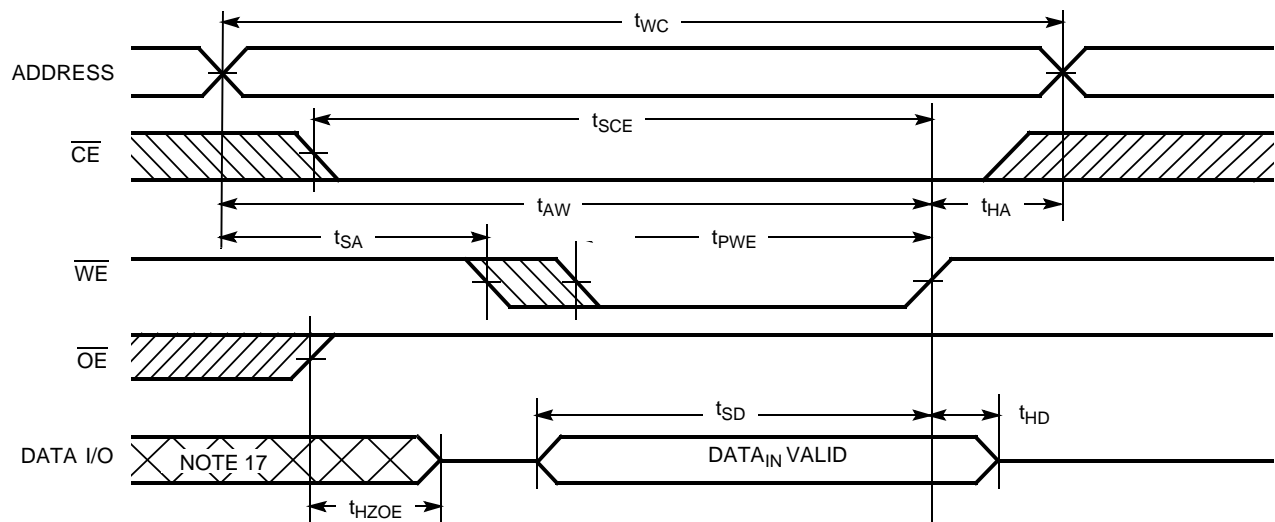 tWC
ADDRESS
tSCE
CE
tAW
tHA
tSA
tPWE
WE
OE
tSD
tHD
DATA I/O
NOTE 17
DATAIN VALID
tHZOE